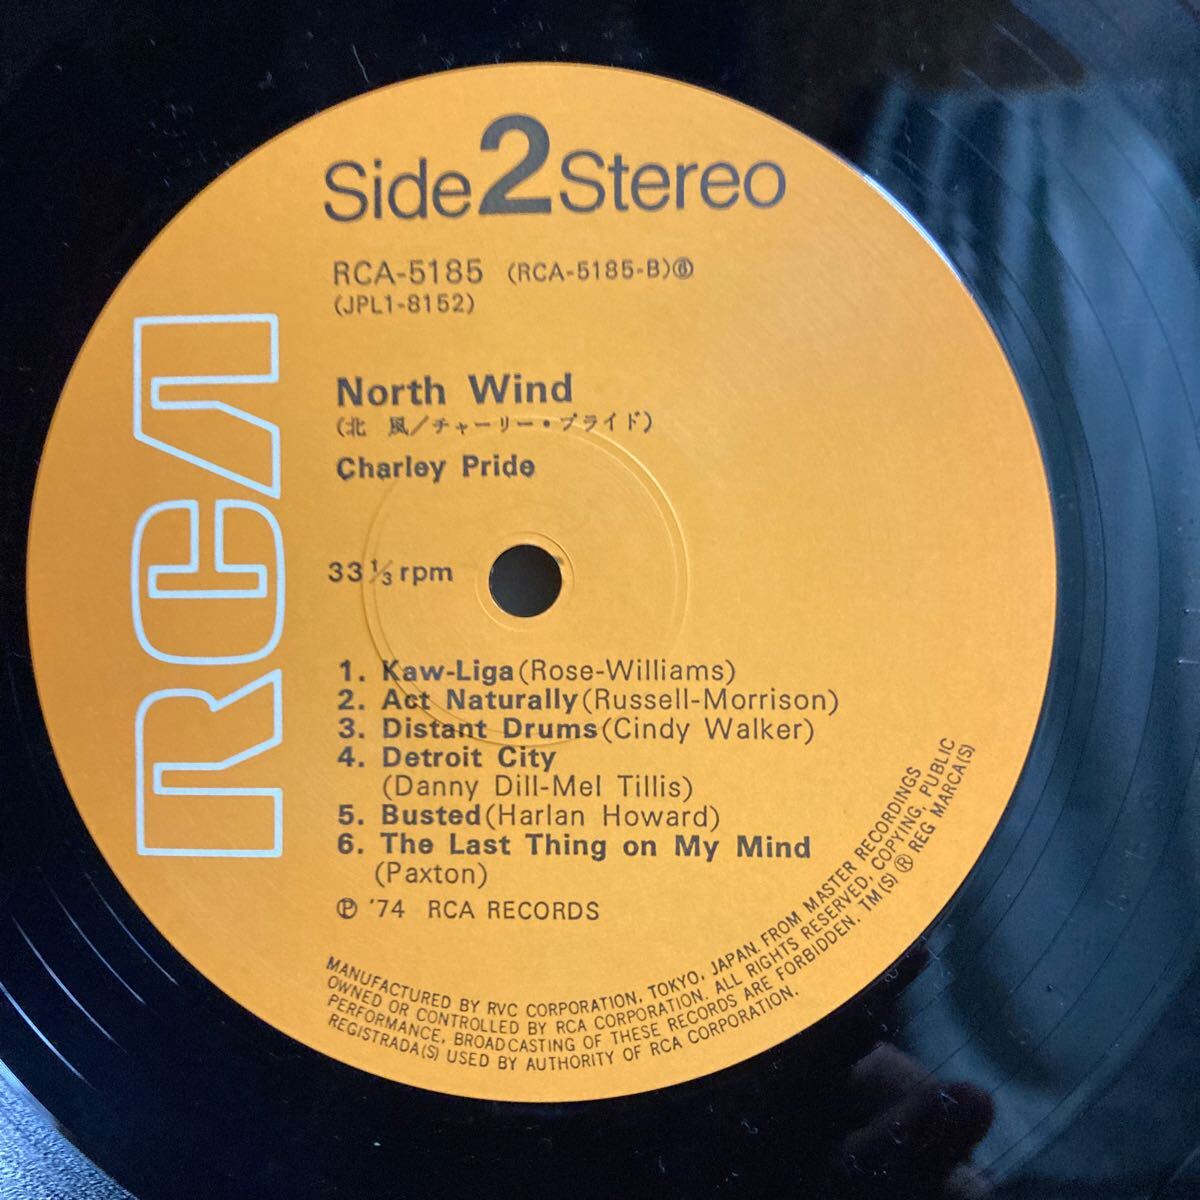 Side 2 Stereo
RCA-5185 (RCA-5185-B)⑥
(JPL1-8152)
North Wind
(北 風/チャーリー・プライド)
Charley Pride
33 1/3 rpm
RCA
1. Kaw-Liga (Rose-Williams)
2. Act Naturally (Russell-Morrison)
3. Distant Drums (Cindy Walker)
4. Detroit City
(Danny Dill-Mel Tillis)
5. Busted (Harlan Howard)
6. The Last Thing on My Mind
(Paxton)
Ⓟ '74 RCA RECORDS
MANUFACTURED BY RVC CORPORATION, TOKYO, JAPAN. FROM MASTER RECORDINGS
OWNED OR CONTROLLED BY RCA CORPORATION. ALL RIGHTS RESERVED, COPYING, PUBLIC
PERFORMANCE, BROADCASTING OF THESE RECORDS ARE FORBIDDEN. TM(S) ® REG MARCA(S)
REGISTRADA(S) USED BY AUTHORITY OF RCA CORPORATION.